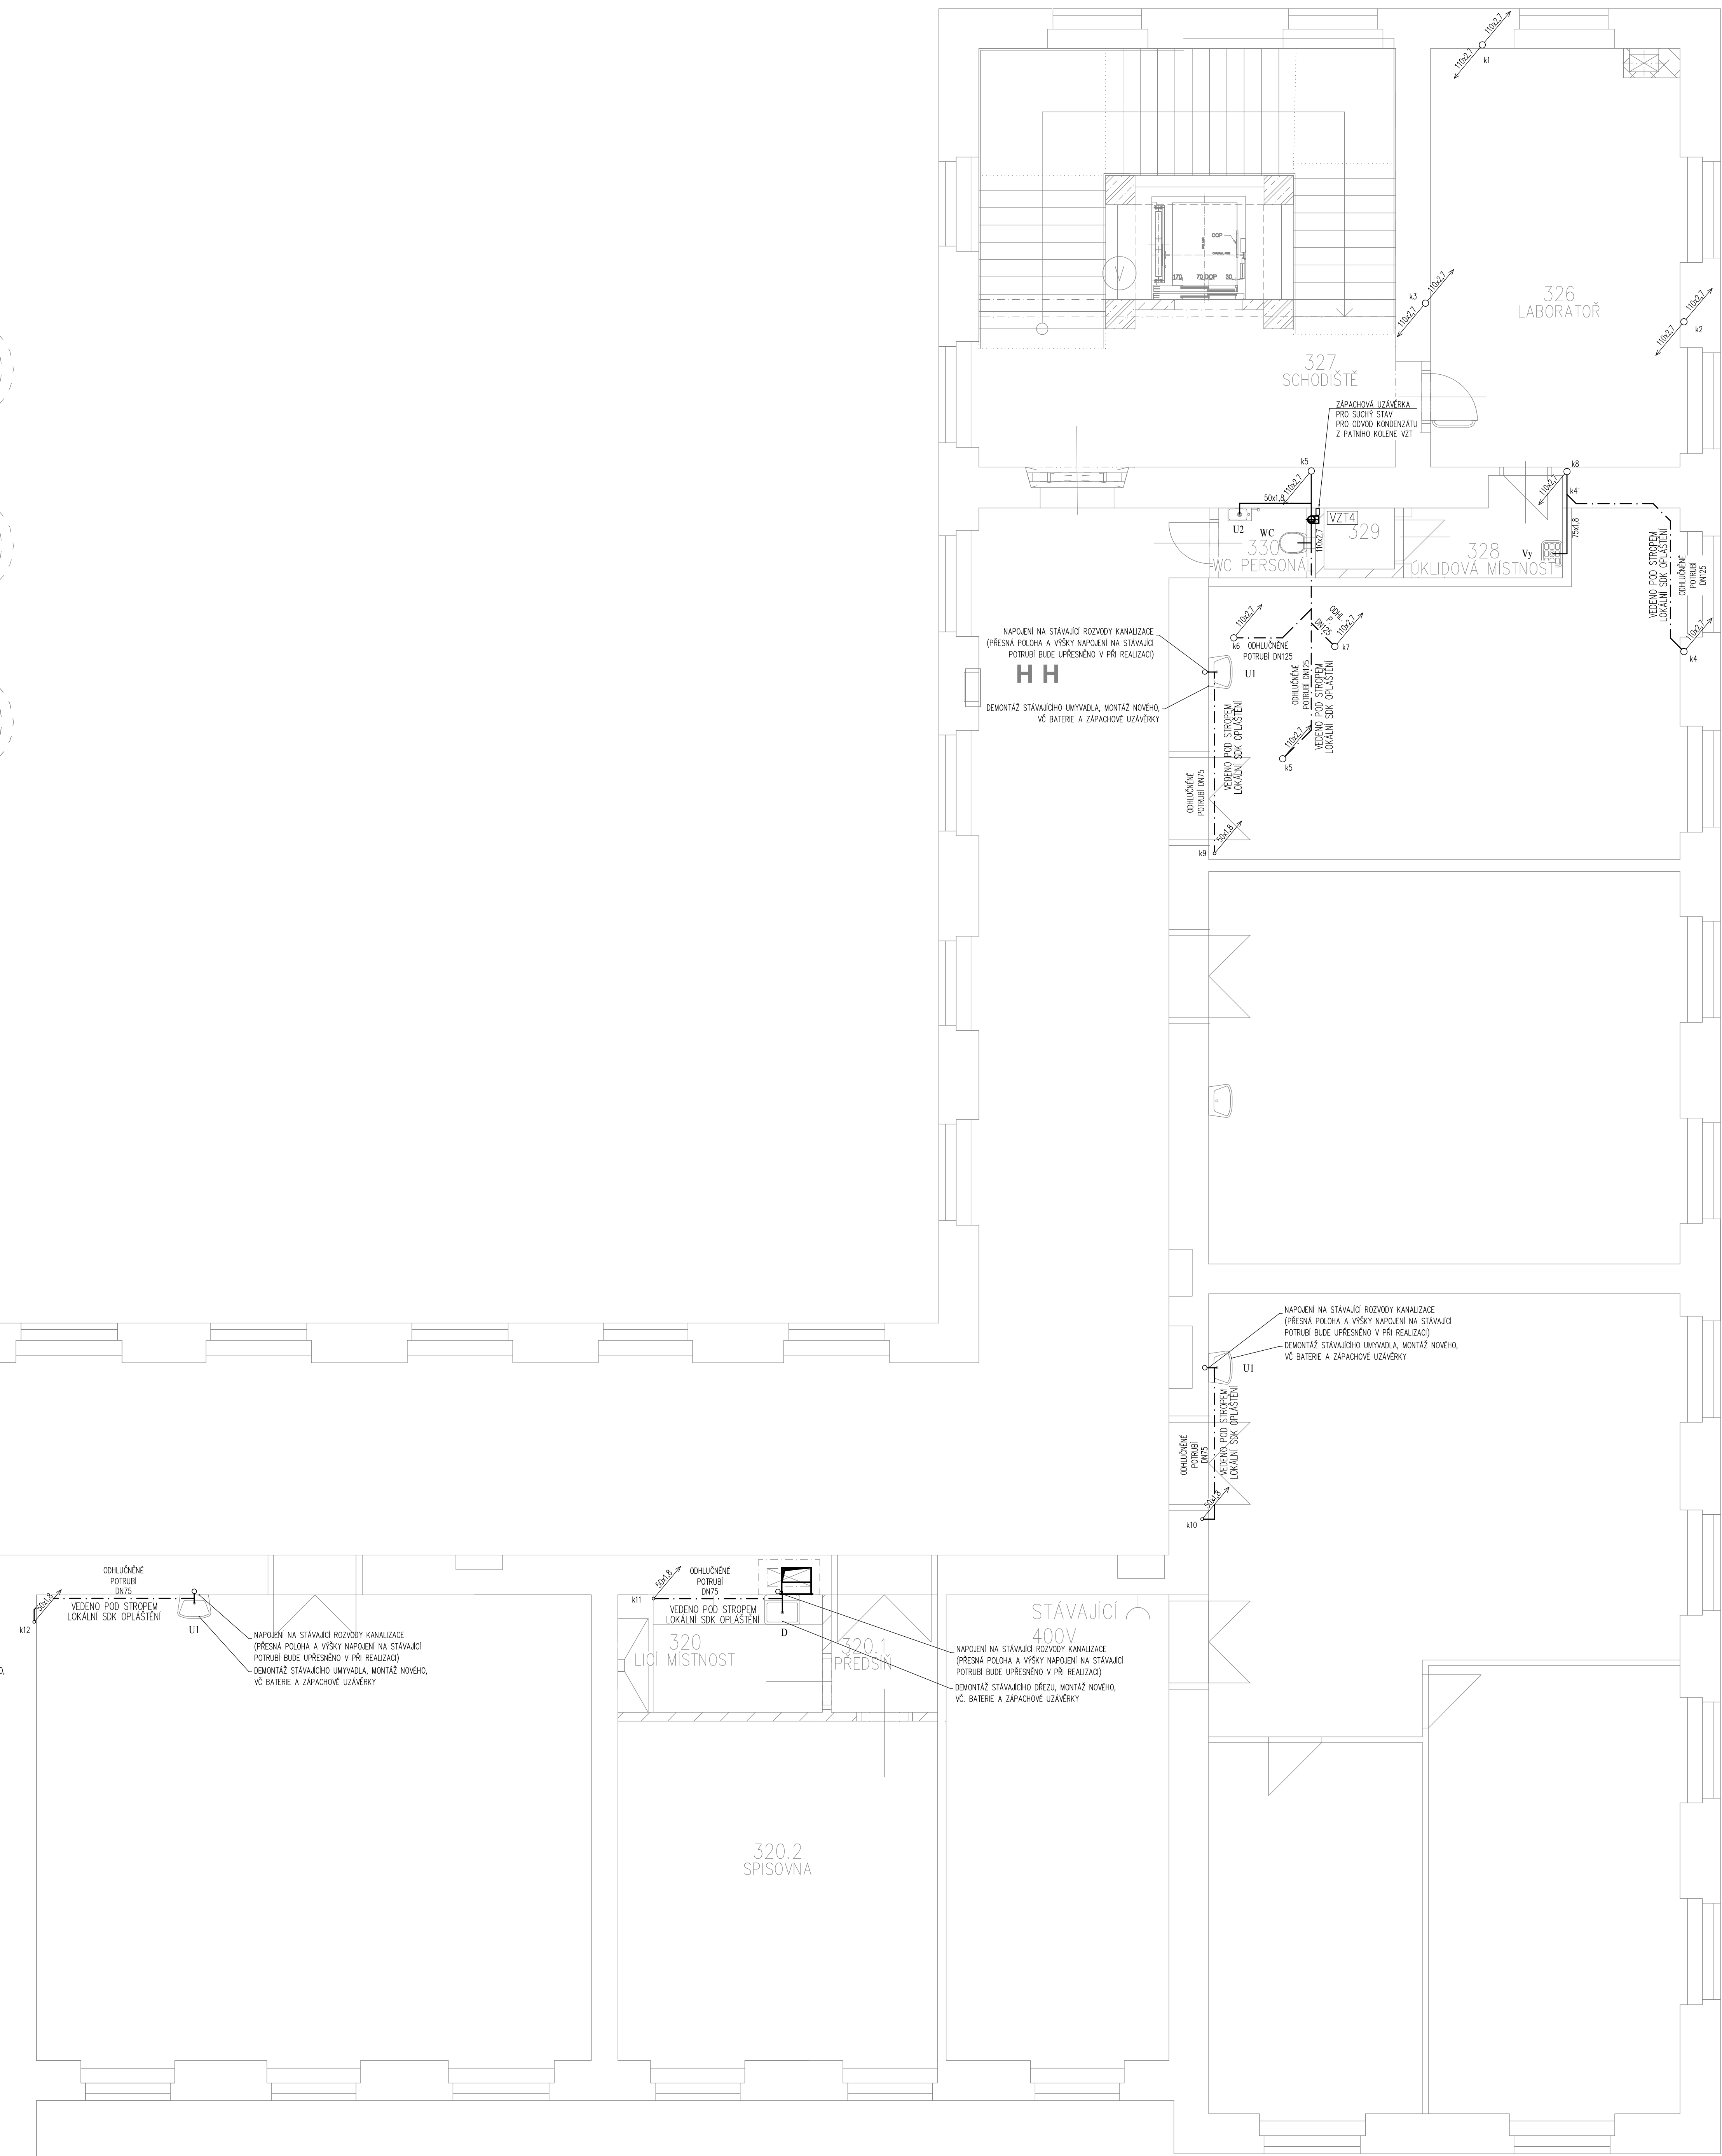 110x2,7
110x2,7
k1
COP
170
70
DOP
30
V
k3
110x2,7
110x2,7
326
LABORATOŘ
110x2,7
110x2,7
k2
327
SCHODIŠTĚ
ZÁPACHOVÁ UZÁVĚRKA
PRO SUCHÝ STAV
PRO ODVOD KONDENZÁTU
Z PATNÍHO KOLENE VZT
k5
110x2,7
50x1,8
U2
WC
VZT4
110x2,7
329
330
WC PERSONÁL
k8
110x2,7
k4'
75x1,8
Vy
328
ÚKLIDOVÁ MÍSTNOST
VEDENO POD STROPEM
LOKÁLNÍ SDK OPLÁŠTĚNÍ
ODHLUČNĚNÉ
POTRUBÍ
DN125
110x2,7
k4
NAPOJENÍ NA STÁVAJÍCÍ ROZVODY KANALIZACE
(PŘESNÁ POLOHA A VÝŠKY NAPOJENÍ NA STÁVAJÍCÍ
POTRUBÍ BUDE UPŘESNĚNO V PŘI REALIZACI)
H H
DEMONTÁŽ STÁVAJÍCÍHO UMYVADLA, MONTÁŽ NOVÉHO,
VČ BATERIE A ZÁPACHOVÉ UZÁVĚRKY
110x2,7
k6
ODHLUČNĚNÉ
POTRUBÍ DN125
ODHL.
P.
DN125
110x2,7
k7
U1
ODHLUČNĚNÉ
POTRUBÍ DN125
VEDENO POD STROPEM
LOKÁLNÍ SDK OPLÁŠTĚNÍ
110x2,7
k5
VEDENO POD STROPEM
LOKÁLNÍ SDK OPLÁŠTĚNÍ
ODHLUČNĚNÉ
POTRUBÍ DN75
50x1,8
k9
NAPOJENÍ NA STÁVAJÍCÍ ROZVODY KANALIZACE
(PŘESNÁ POLOHA A VÝŠKY NAPOJENÍ NA STÁVAJÍCÍ
POTRUBÍ BUDE UPŘESNĚNO V PŘI REALIZACI)
DEMONTÁŽ STÁVAJÍCÍHO UMYVADLA, MONTÁŽ NOVÉHO,
VČ BATERIE A ZÁPACHOVÉ UZÁVĚRKY
U1
VEDENO POD STROPEM
LOKÁLNÍ SDK OPLÁŠTĚNÍ
ODHLUČNĚNÉ
POTRUBÍ
DN75
50x1,8
k10
ODHLUČNĚNÉ
POTRUBÍ
DN75
50x1,8
VEDENO POD STROPEM
LOKÁLNÍ SDK OPLÁŠTĚNÍ
k12
U1
NAPOJENÍ NA STÁVAJÍCÍ ROZVODY KANALIZACE
(PŘESNÁ POLOHA A VÝŠKY NAPOJENÍ NA STÁVAJÍCÍ
POTRUBÍ BUDE UPŘESNĚNO V PŘI REALIZACI)
DEMONTÁŽ STÁVAJÍCÍHO UMYVADLA, MONTÁŽ NOVÉHO,
VČ BATERIE A ZÁPACHOVÉ UZÁVĚRKY
O,
50x1,8
k11
ODHLUČNĚNÉ
POTRUBÍ
DN75
VEDENO POD STROPEM
LOKÁLNÍ SDK OPLÁŠTĚNÍ
D
320
LICÍ MÍSTNOST
320.1
PŘEDSÍŇ
STÁVAJÍCÍ
400V
NAPOJENÍ NA STÁVAJÍCÍ ROZVODY KANALIZACE
(PŘESNÁ POLOHA A VÝŠKY NAPOJENÍ NA STÁVAJÍCÍ
POTRUBÍ BUDE UPŘESNĚNO V PŘI REALIZACI)
DEMONTÁŽ STÁVAJÍCÍHO DŘEZU, MONTÁŽ NOVÉHO,
VČ. BATERIE A ZÁPACHOVÉ UZÁVĚRKY
320.2
SPISOVNA